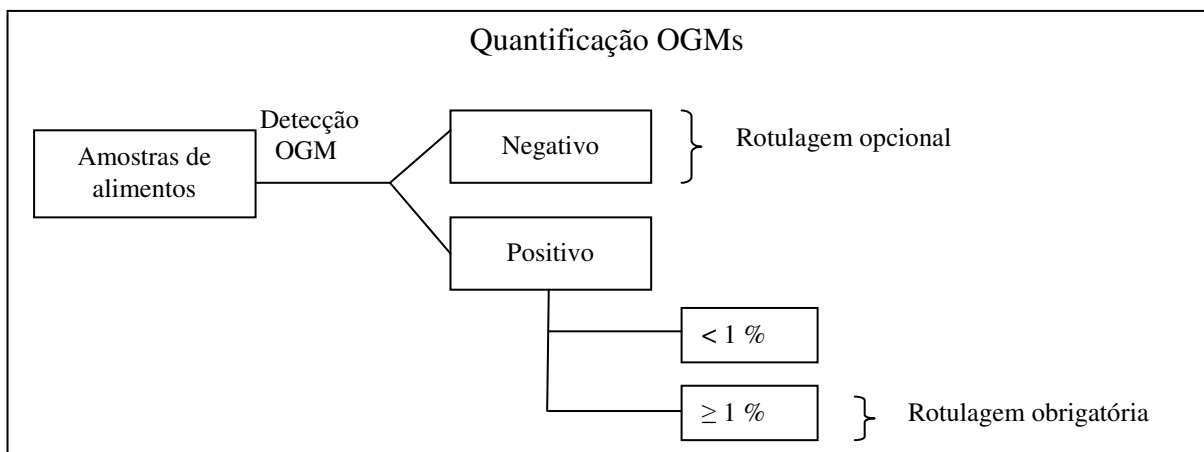 Quantificação OGMs
Detecção
OGM
Amostras de
alimentos
Negativo
Rotulagem opcional
Positivo
< 1 %
≥ 1 %
Rotulagem obrigatória